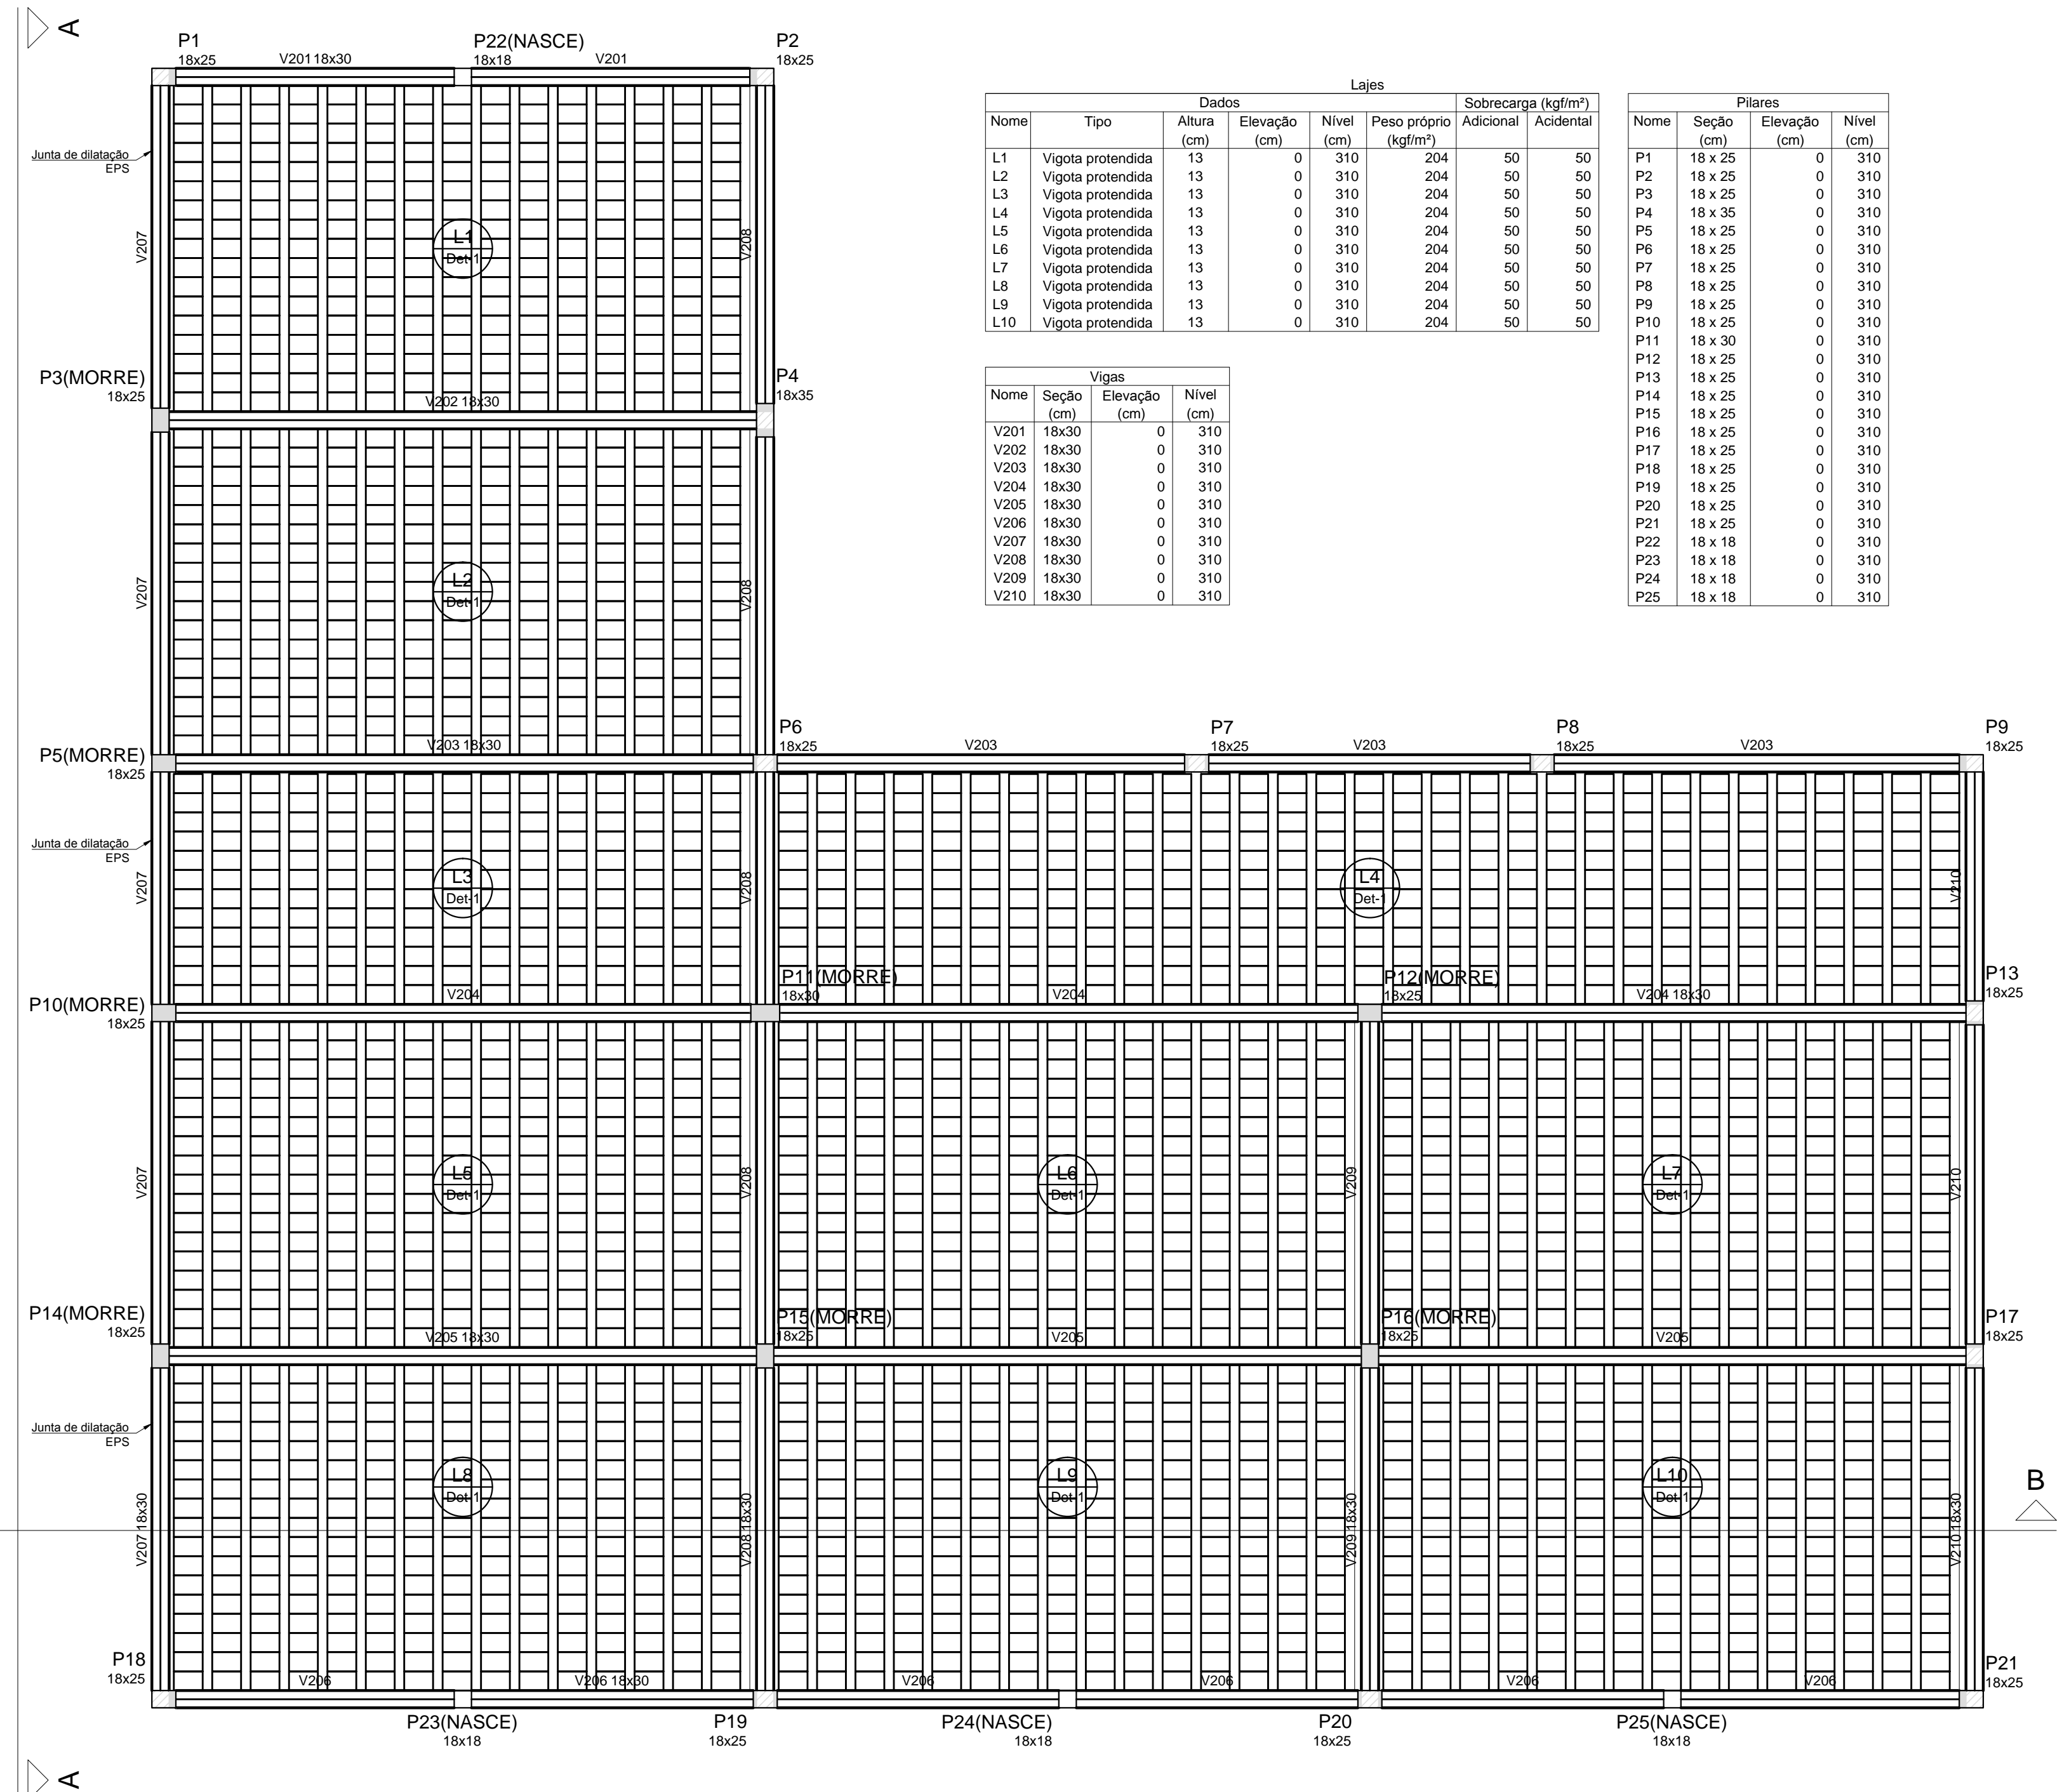 A
P1
18x25
V201 18x30
P22(NASCE)
18x18
V201
P2
18x25
Junta de dilatação
EPS
V207
L1
Det-1
V208
P3(MORRE)
18x25
V202 18x30
P4
18x35
V207
L2
Det-1
V208
Lajes
Dados Sobrecarga (kgf/m²)
Nome Tipo Altura Elevação Nível Peso próprio Adicional Acidental
(cm) (cm) (cm) (kgf/m²)
L1 Vigota protendida 13 0 310 204 50 50
L2 Vigota protendida 13 0 310 204 50 50
L3 Vigota protendida 13 0 310 204 50 50
L4 Vigota protendida 13 0 310 204 50 50
L5 Vigota protendida 13 0 310 204 50 50
L6 Vigota protendida 13 0 310 204 50 50
L7 Vigota protendida 13 0 310 204 50 50
L8 Vigota protendida 13 0 310 204 50 50
L9 Vigota protendida 13 0 310 204 50 50
L10 Vigota protendida 13 0 310 204 50 50
Vigas
Nome Seção Elevação Nível
(cm) (cm) (cm)
V201 18x30 0 310
V202 18x30 0 310
V203 18x30 0 310
V204 18x30 0 310
V205 18x30 0 310
V206 18x30 0 310
V207 18x30 0 310
V208 18x30 0 310
V209 18x30 0 310
V210 18x30 0 310
Pilares
Nome Seção Elevação Nível
(cm) (cm) (cm)
P1 18 x 25 0 310
P2 18 x 25 0 310
P3 18 x 25 0 310
P4 18 x 35 0 310
P5 18 x 25 0 310
P6 18 x 25 0 310
P7 18 x 25 0 310
P8 18 x 25 0 310
P9 18 x 25 0 310
P10 18 x 25 0 310
P11 18 x 30 0 310
P12 18 x 25 0 310
P13 18 x 25 0 310
P14 18 x 25 0 310
P15 18 x 25 0 310
P16 18 x 25 0 310
P17 18 x 25 0 310
P18 18 x 25 0 310
P19 18 x 25 0 310
P20 18 x 25 0 310
P21 18 x 25 0 310
P22 18 x 18 0 310
P23 18 x 18 0 310
P24 18 x 18 0 310
P25 18 x 18 0 310
P5(MORRE)
18x25
V203 18x30
P6
18x25
V203
P7
18x25
V203
P8
18x25
V203
P9
18x25
Junta de dilatação
EPS
V207
L3
Det-1
V208
L4
Det-1
V210
P10(MORRE)
18x25
V204
P11(MORRE)
18x30
V204
P12(MORRE)
18x25
V204 18x30
P13
18x25
V207
L5
Det-1
V208
L6
Det-1
V209
L7
Det-1
V210
P14(MORRE)
18x25
V205 18x30
P15(MORRE)
18x25
V205
P16(MORRE)
18x25
V205
P17
18x25
Junta de dilatação
EPS
V207 18x30
L8
Det-1
V208 18x30
L9
Det-1
V209 18x30
L10
Det-1
V210 18x30
B
P18
18x25
V206
V206 18x30
V206
V206
V206
V206
P21
18x25
P23(NASCE)
18x18
P19
18x25
P24(NASCE)
18x18
P20
18x25
P25(NASCE)
18x18
A